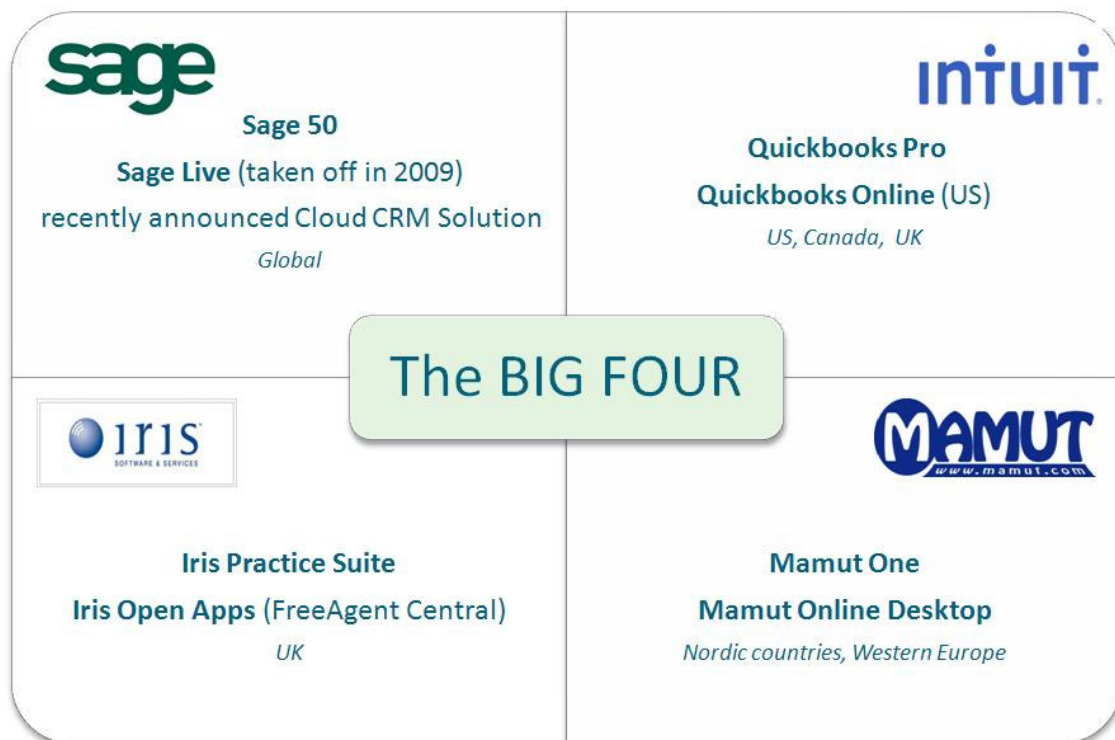 sage
Sage 50
Sage Live (taken off in 2009)
recently announced Cloud CRM Solution
Global
ıntuıt.
Quickbooks Pro
Quickbooks Online (US)
US, Canada, UK
The BIG FOUR
ırıs
SOFTWARE & SERVICES
Iris Practice Suite
Iris Open Apps (FreeAgent Central)
UK
MAMUT
www.mamut.com
Mamut One
Mamut Online Desktop
Nordic countries, Western Europe